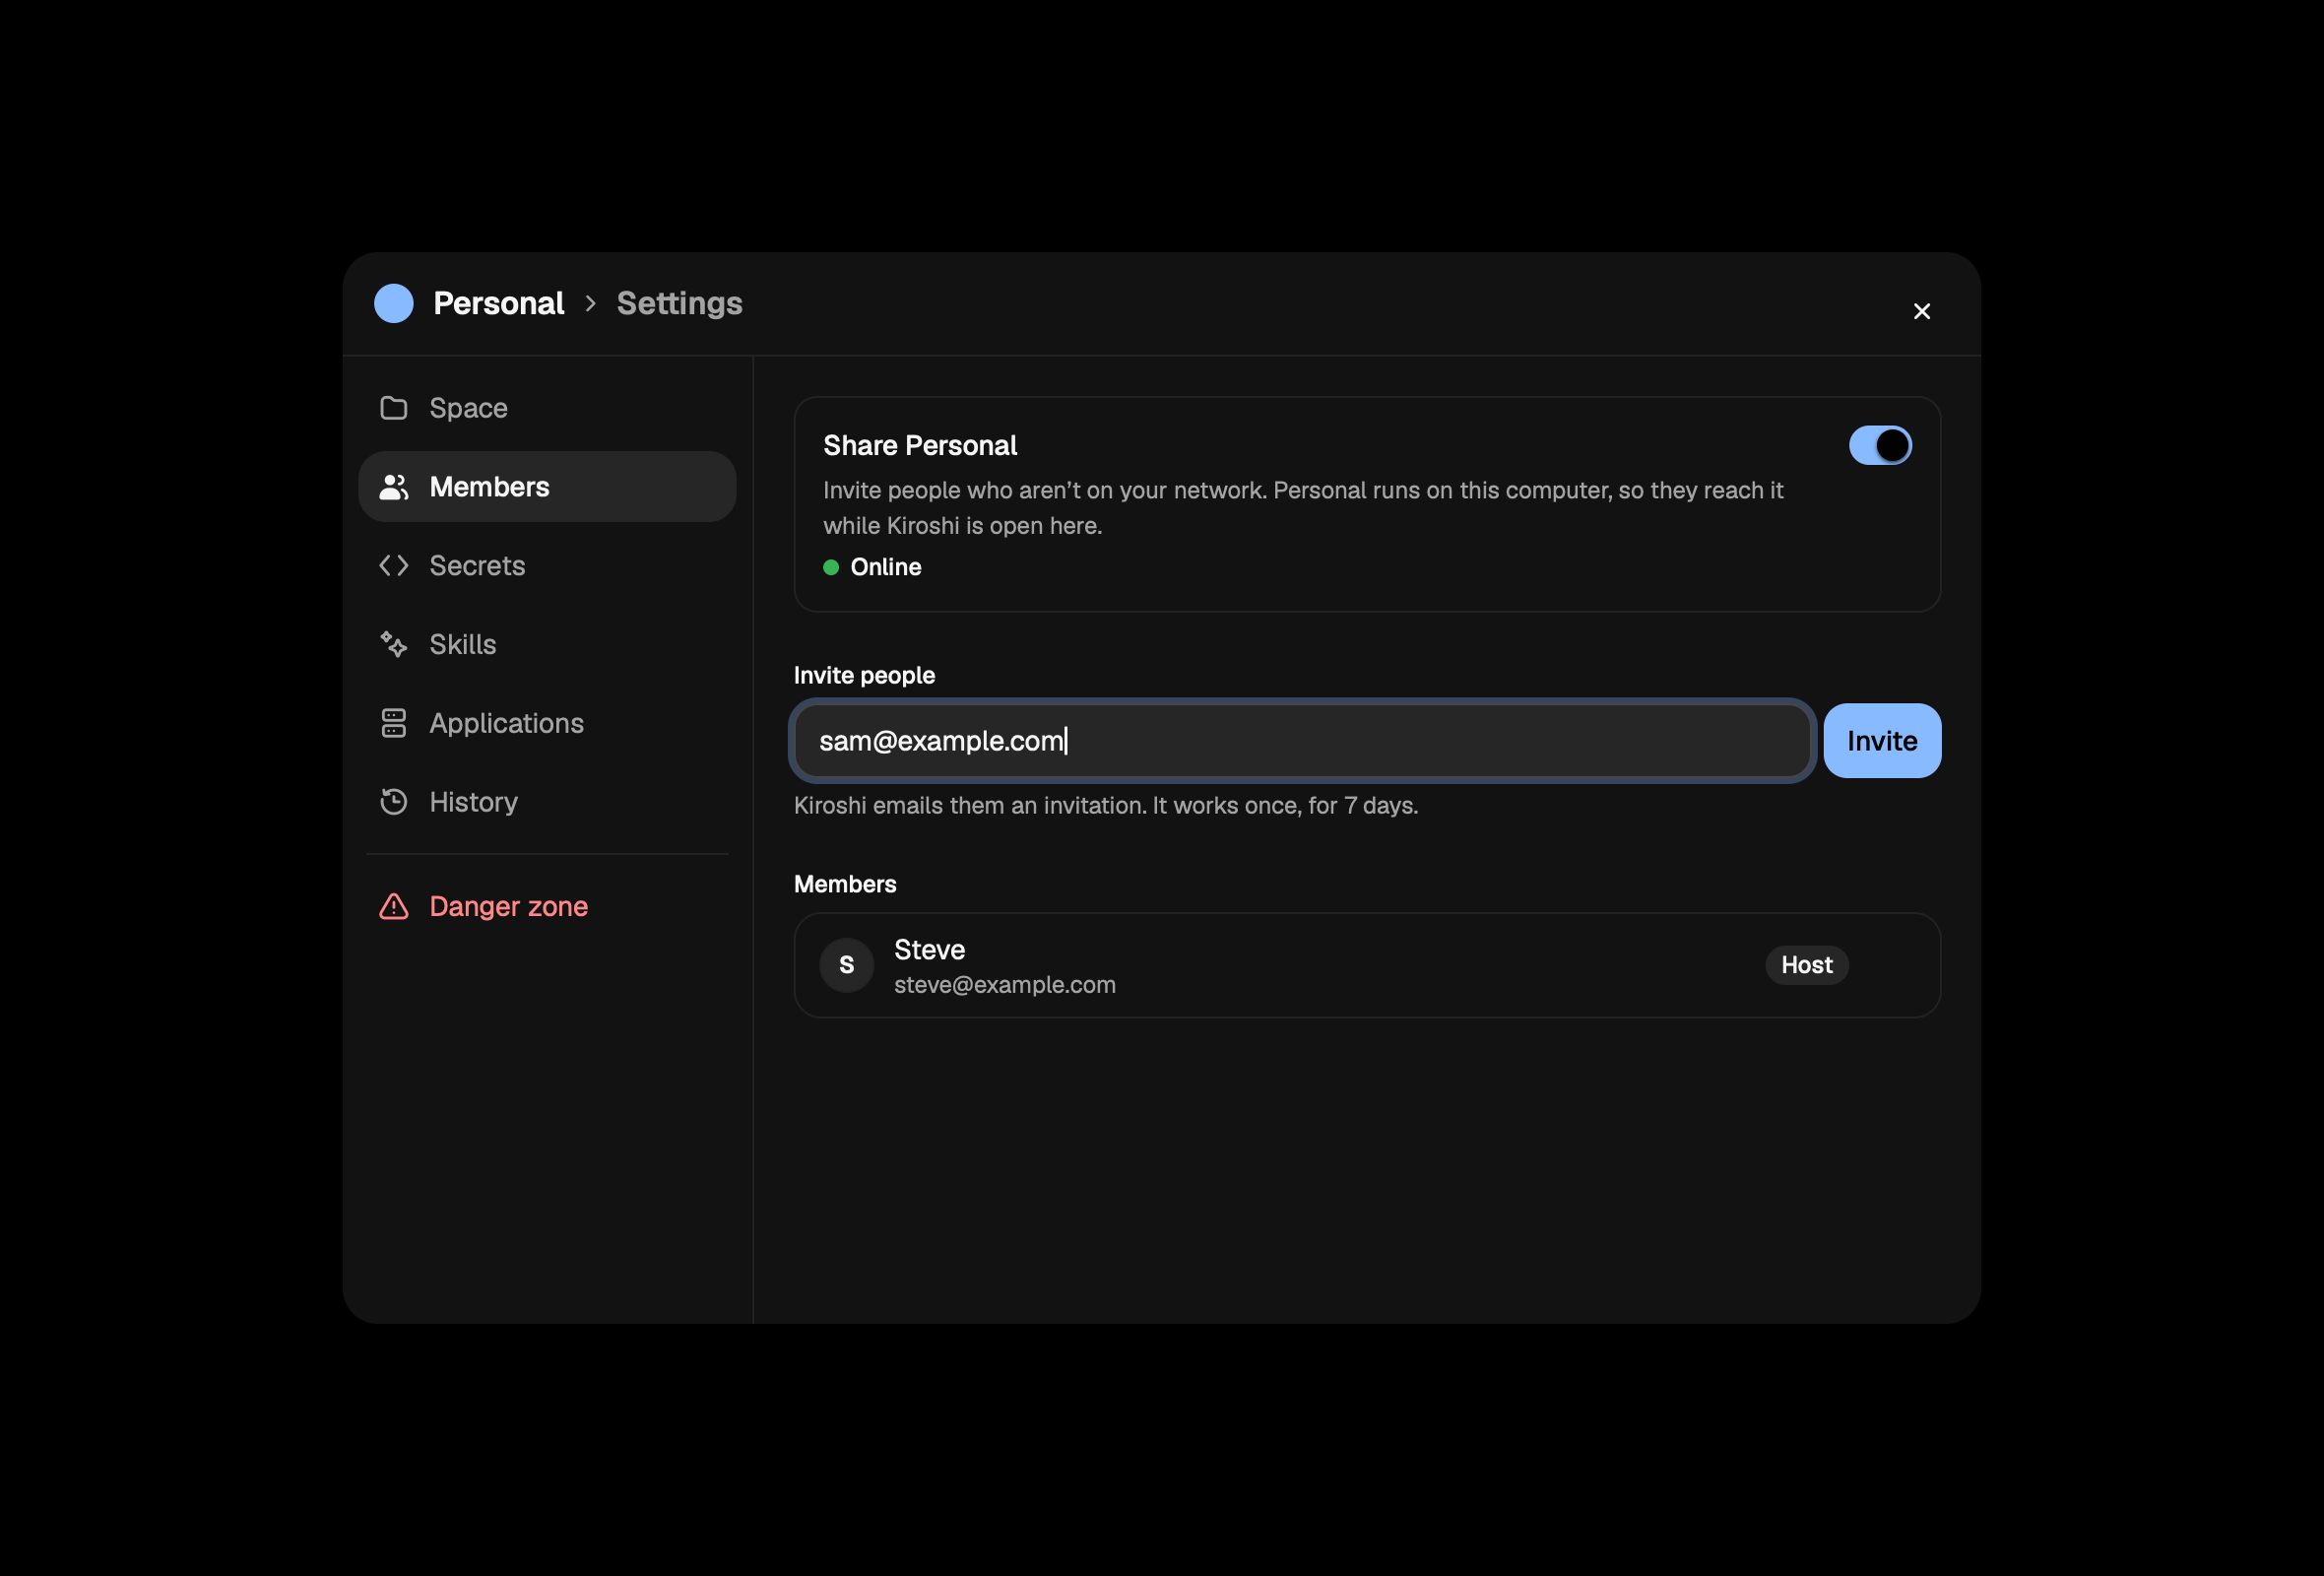 Personal > Settings
Space
Members
Secrets
Skills
Applications
History
Danger zone
Share Personal
Invite people who aren’t on your network. Personal runs on this computer, so they reach it
while Kiroshi is open here.
Online
Invite people
sam@example.com
Invite
Kiroshi emails them an invitation. It works once, for 7 days.
Members
S
Steve
steve@example.com
Host